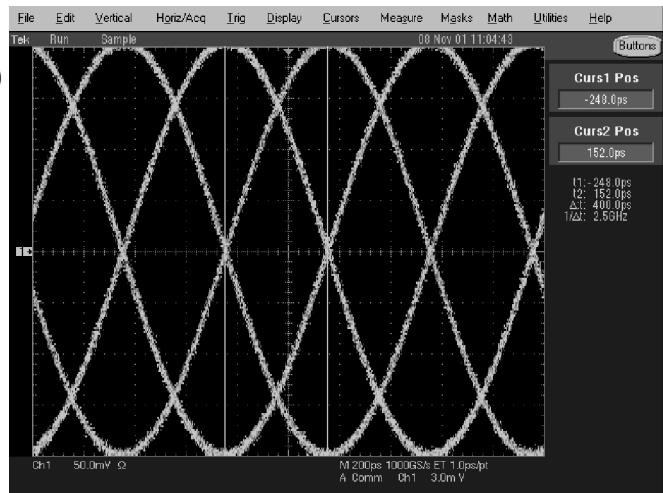 File Edit Vertical Horiz/Acq Trig Display Cursors Measure Masks Math Utilities Help
Tek Run Sample 08 Nov 01 11:04:43
Buttons
Curs1 Pos
-248.0ps
Curs2 Pos
152.0ps
t1: -248.0ps
t2: 152.0ps
Δt: 400.0ps
1/Δt: 2.5GHz
1
Ch1 50.0mV Ω M 200ps 1000GS/s ET 1.0ps/pt
A Comm Ch1 3.0mV